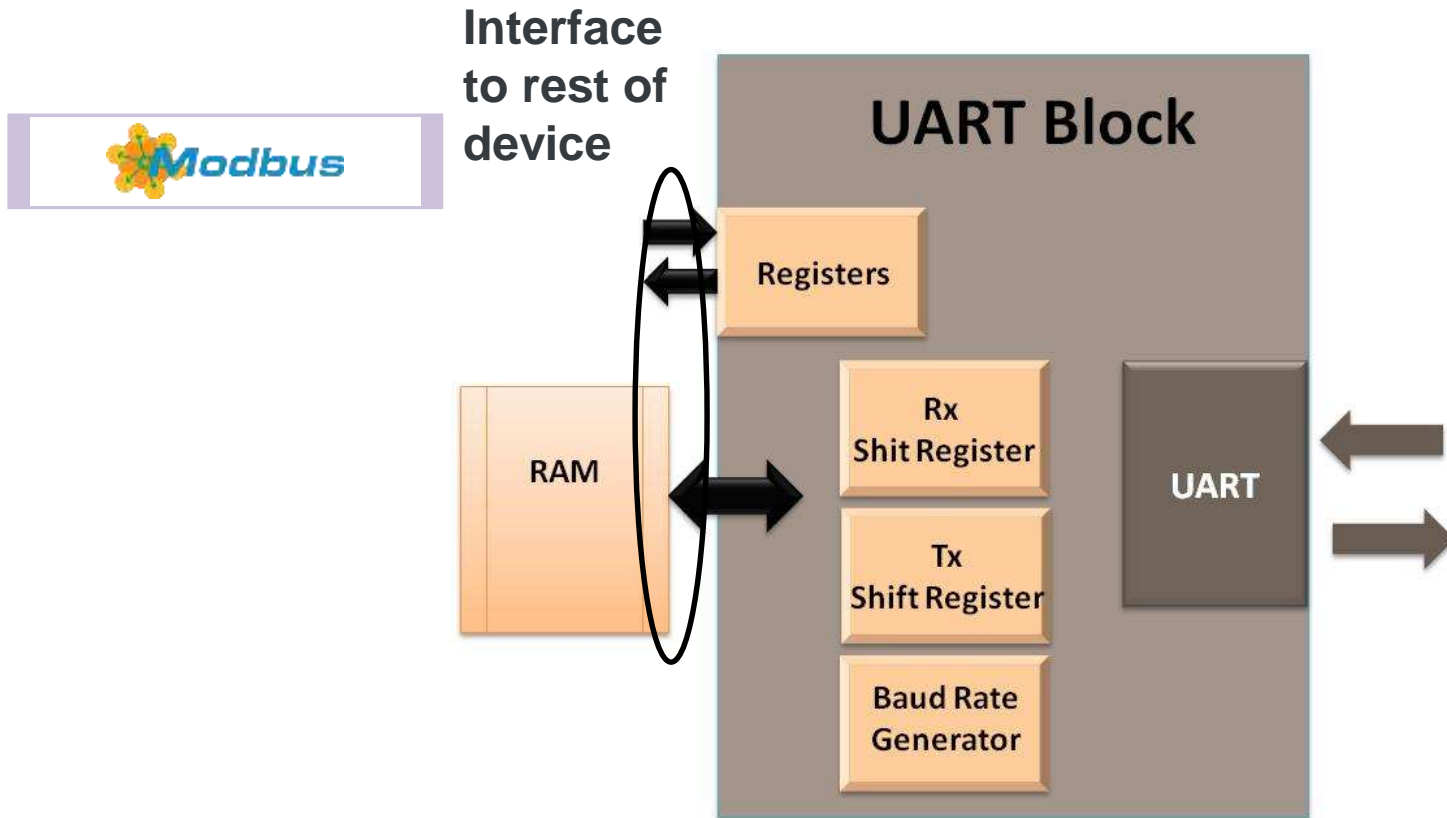 Interface
to rest of
device
Modbus
UART Block
Registers
Rx
Shit Register
RAM
UART
Tx
Shift Register
Baud Rate
Generator